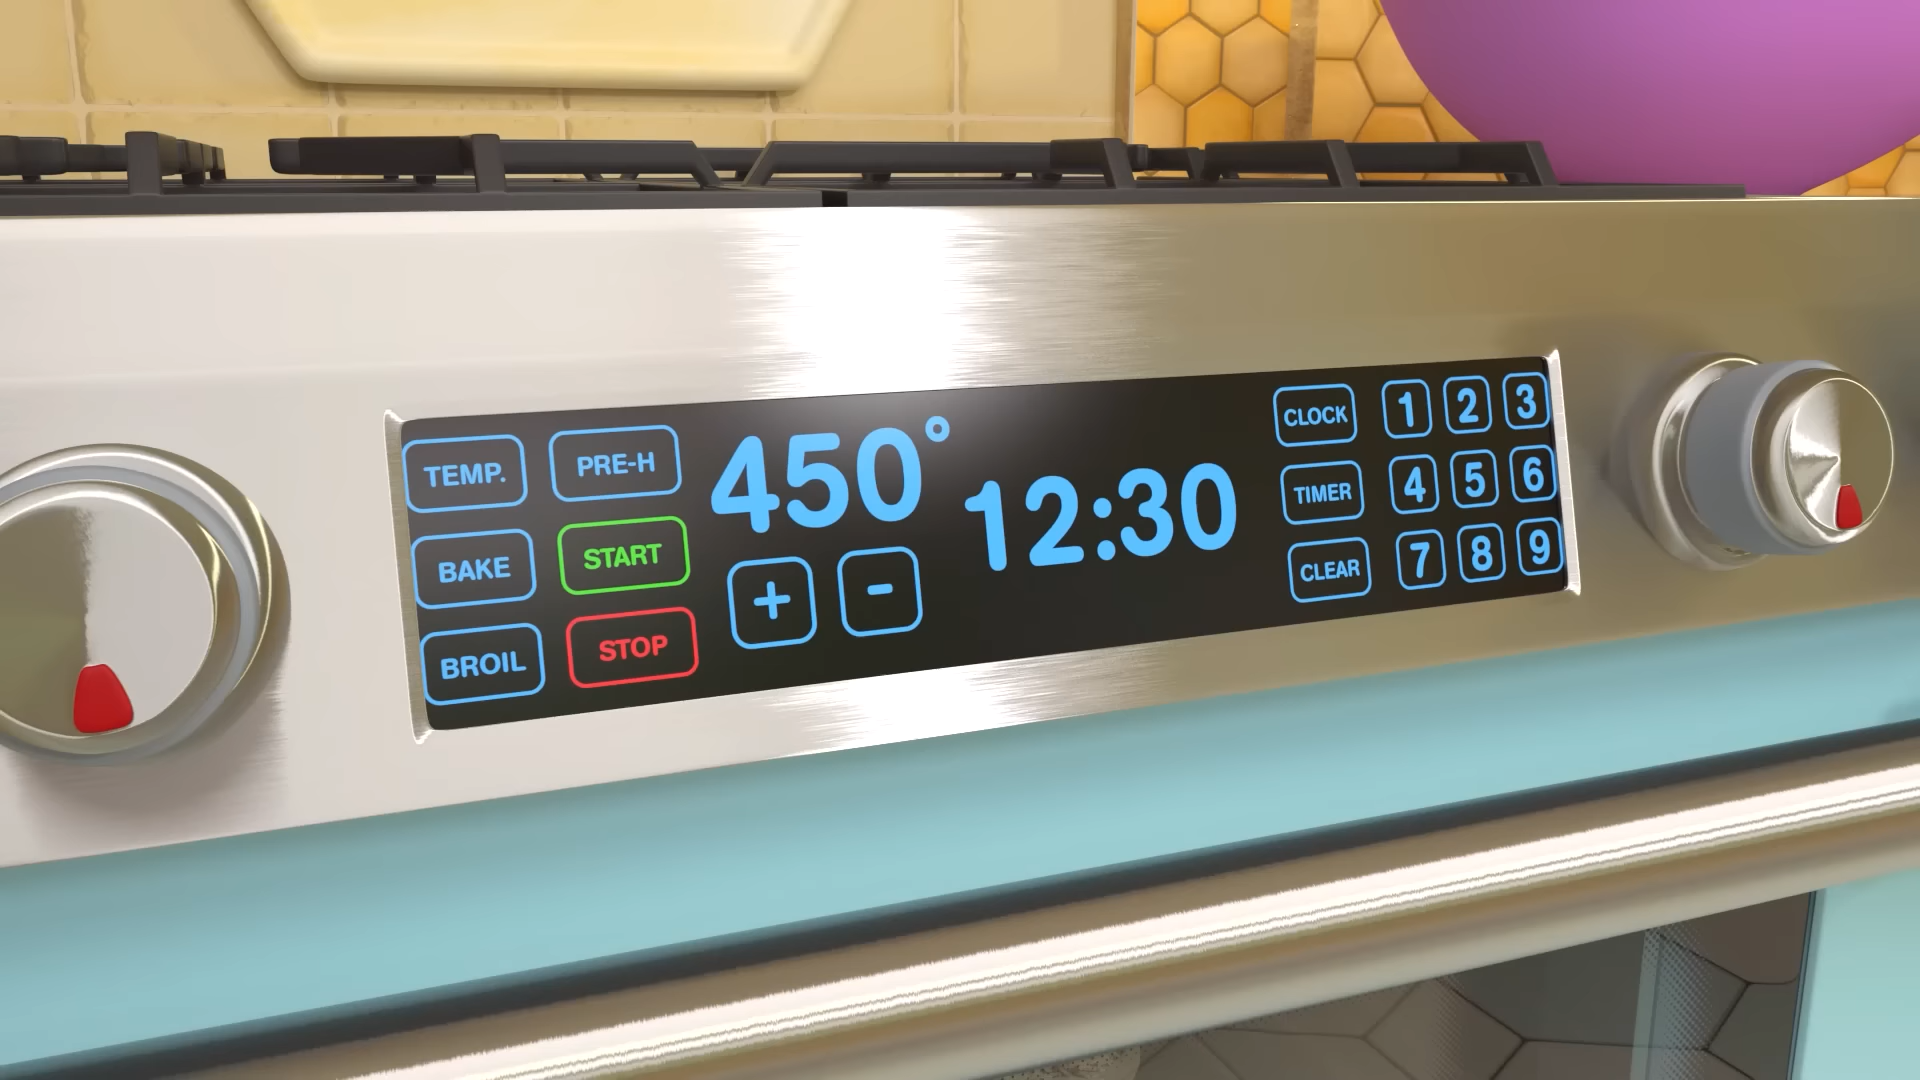 TEMP.
PRE-H
BAKE
START
BROIL
STOP
450°
+
-
12:30
CLOCK
1 2 3
TIMER
4 5 6
CLEAR
7 8 9